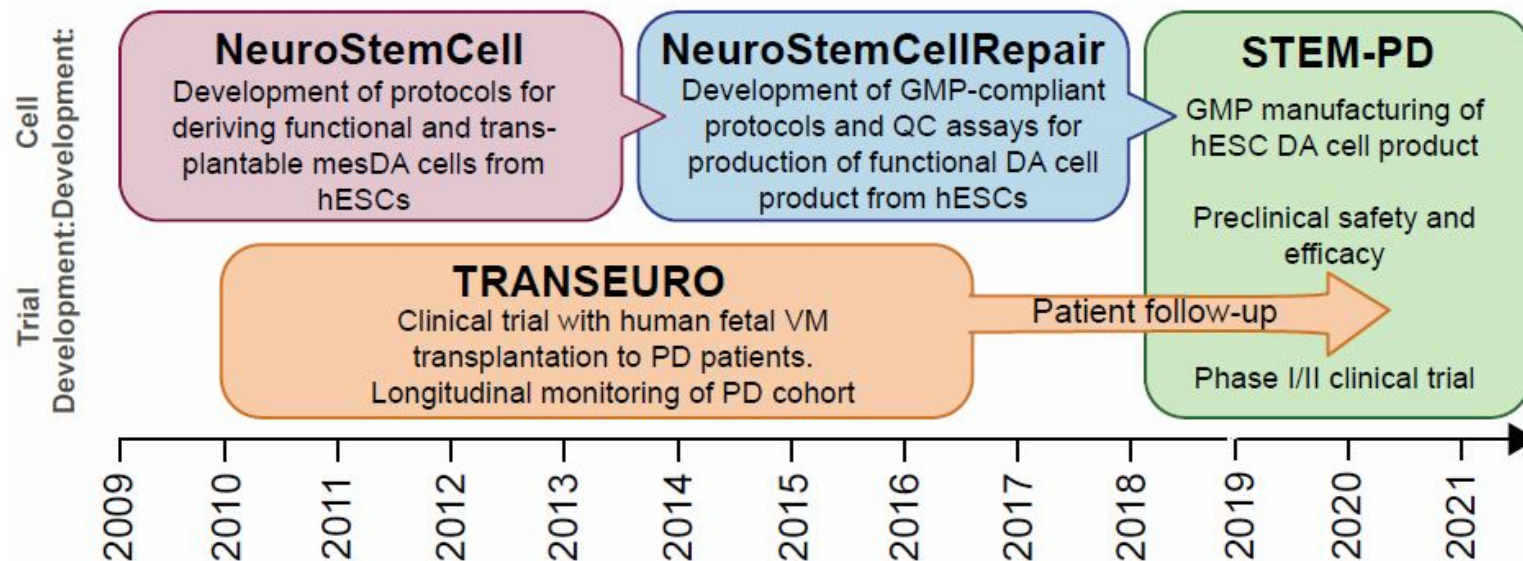 Cell
Development:
NeuroStemCell
Development of protocols for
deriving functional and trans-
plantable mesDA cells from
hESCs
NeuroStemCellRepair
Development of GMP-compliant
protocols and QC assays for
production of functional DA cell
product from hESCs
STEM-PD
GMP manufacturing of
hESC DA cell product
Preclinical safety and
efficacy
Phase I/II clinical trial
Trial
Development:
TRANSEURO
Clinical trial with human fetal VM
transplantation to PD patients.
Longitudinal monitoring of PD cohort
Patient follow-up
2009
2010
2011
2012
2013
2014
2015
2016
2017
2018
2019
2020
2021